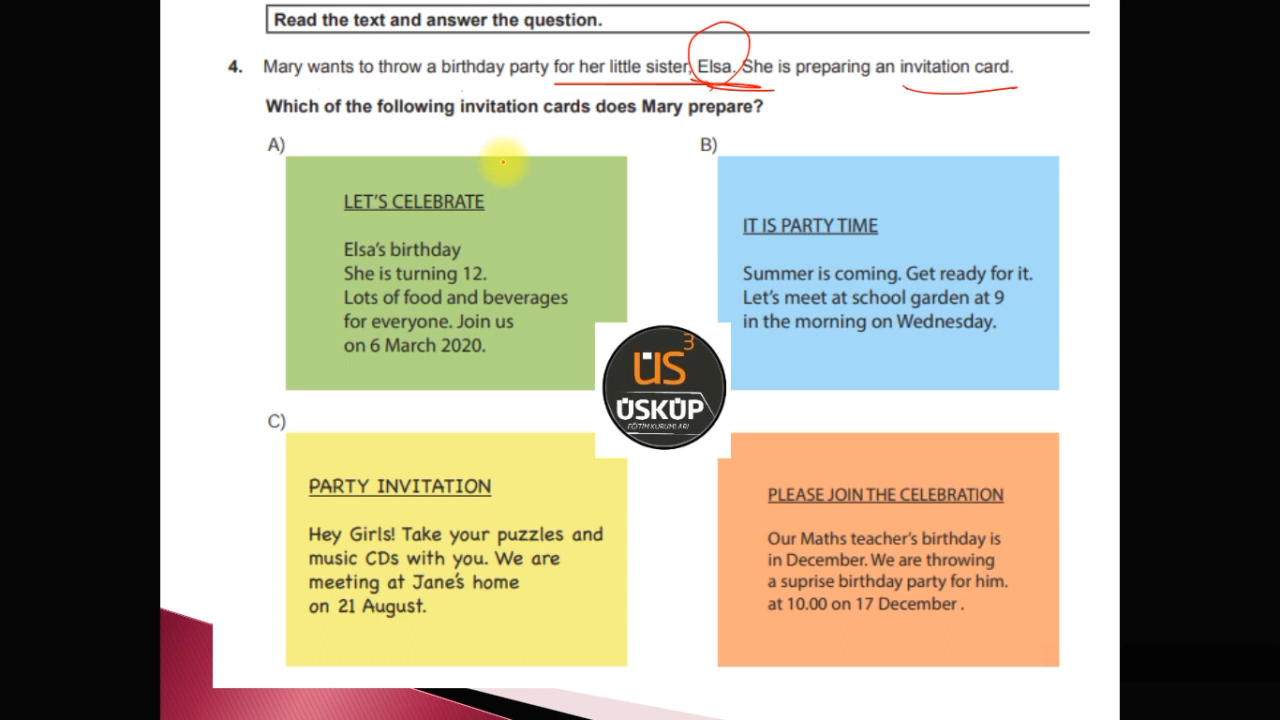 Read the text and answer the question.
4. Mary wants to throw a birthday party for her little sister, Elsa. She is preparing an invitation card.
Which of the following invitation cards does Mary prepare?
A)
LET'S CELEBRATE
Elsa's birthday
She is turning 12.
Lots of food and beverages
for everyone. Join us
on 6 March 2020.
B)
IT IS PARTY TIME
Summer is coming. Get ready for it.
Let's meet at school garden at 9
in the morning on Wednesday.
üs3
ÜSKÜP
EĞİTİM KURUMLARI
C)
PARTY INVITATION
Hey Girls! Take your puzzles and
music CDs with you. We are
meeting at Jane's home
on 21 August.
PLEASE JOIN THE CELEBRATION
Our Maths teacher's birthday is
in December. We are throwing
a suprise birthday party for him.
at 10.00 on 17 December .